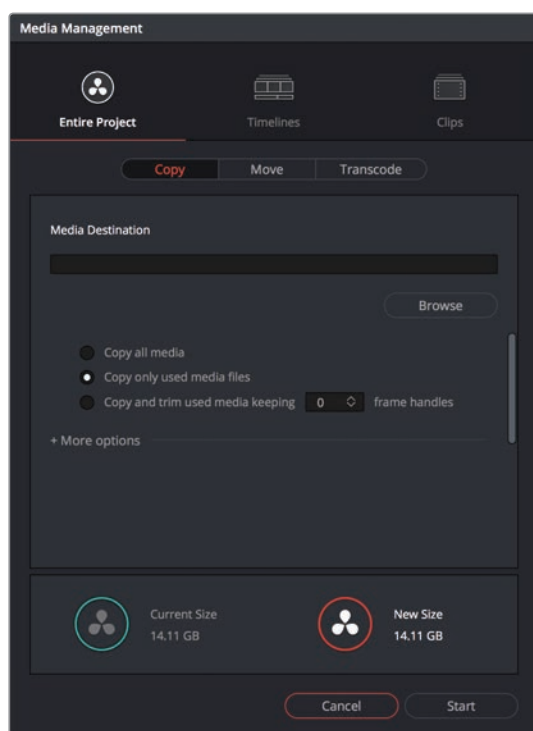 Media Management
Entire Project
Timelines
Clips
Copy
Move
Transcode
Media Destination
Browse
Copy all media
Copy only used media files
Copy and trim used media keeping 0 frame handles
+ More options
Current Size
14.11 GB
New Size
14.11 GB
Cancel
Start